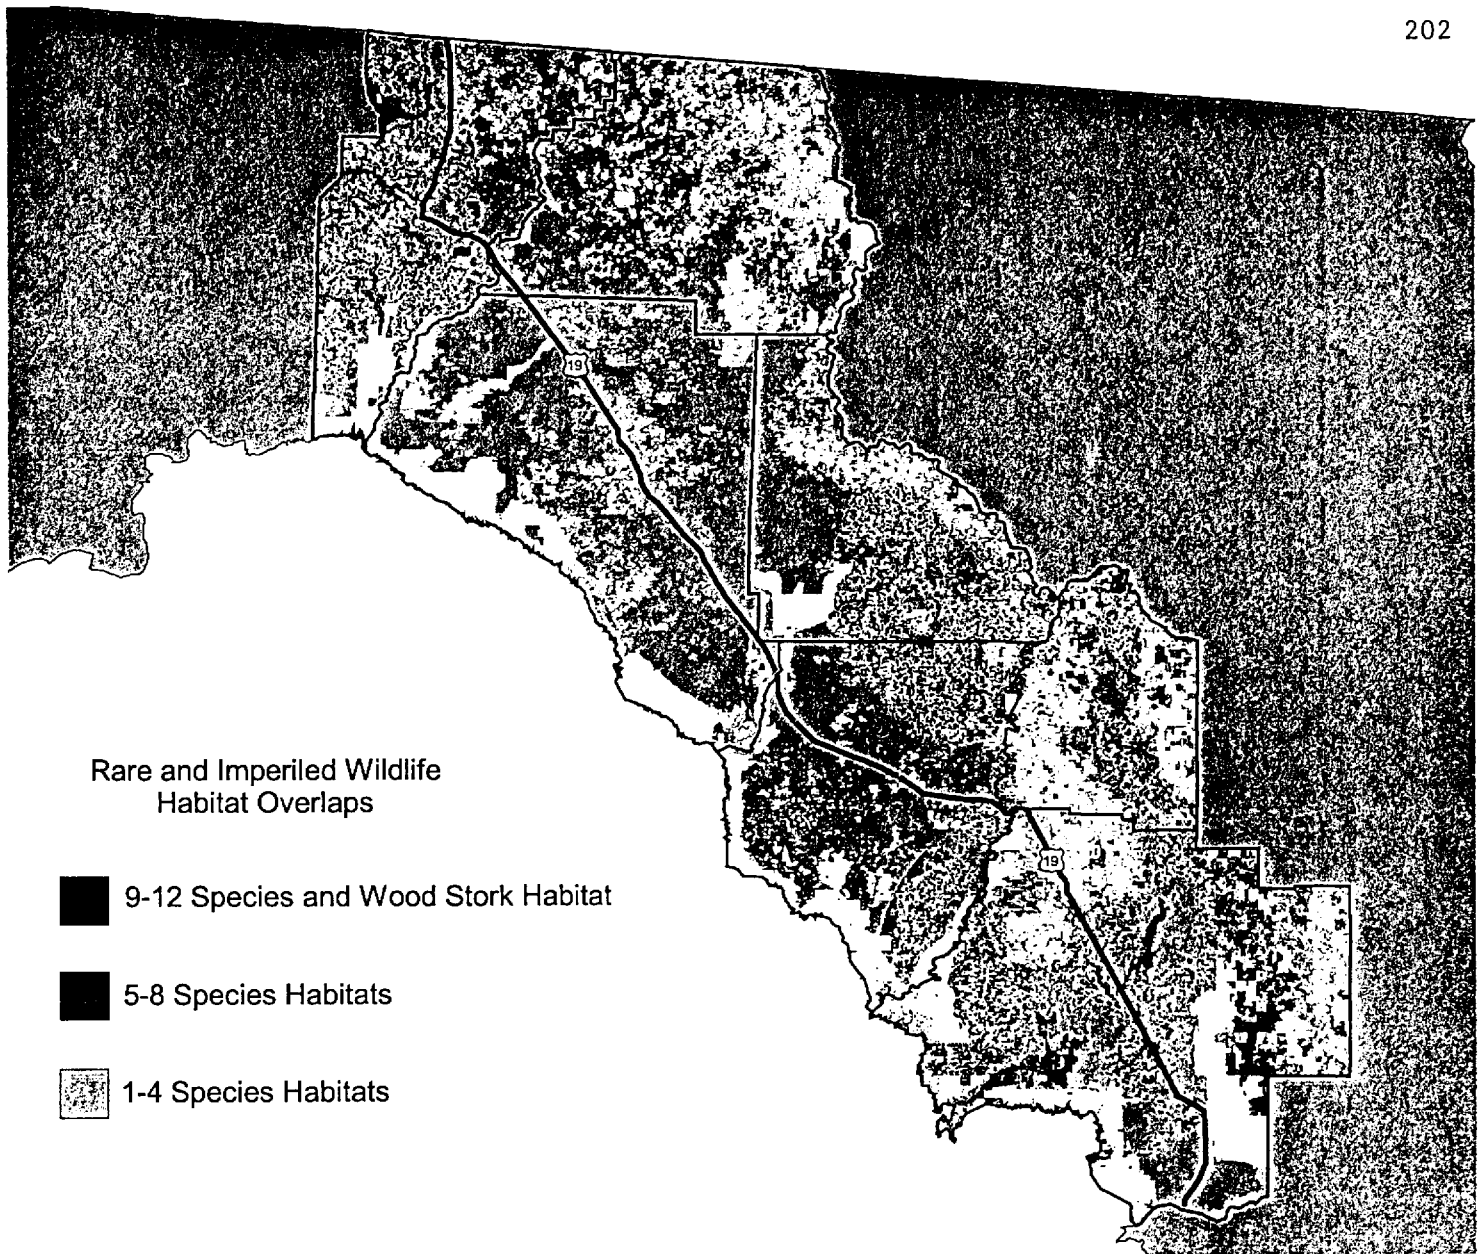 202
19
19
Rare and Imperiled Wildlife
Habitat Overlaps
9-12 Species and Wood Stork Habitat
5-8 Species Habitats
1-4 Species Habitats